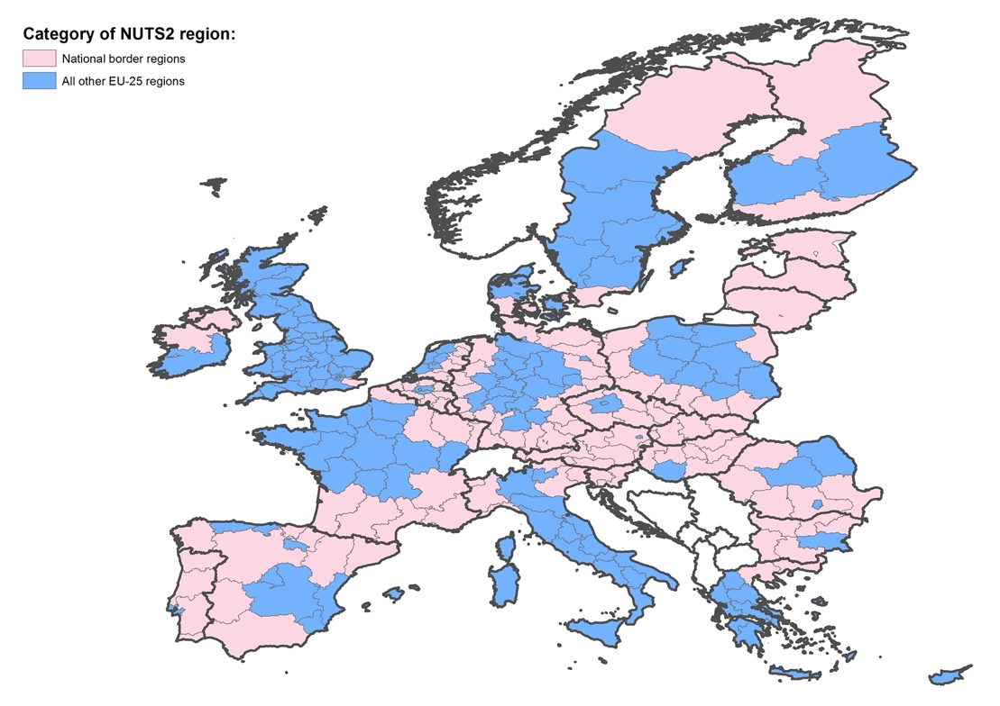 Category of NUTS2 region:
National border regions
All other EU-25 regions